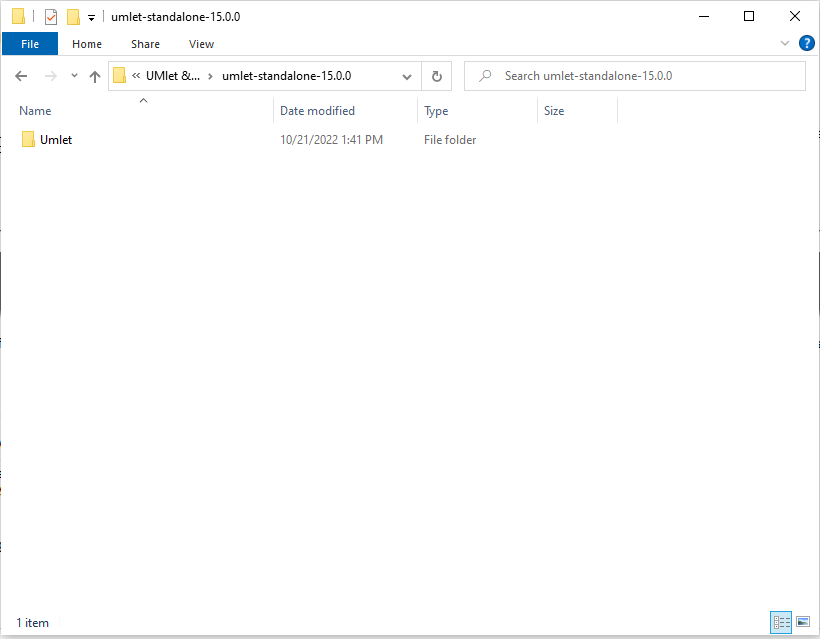 umlet-standalone-15.0.0
File Home Share View
UMlet &... umlet-standalone-15.0.0 Search umlet-standalone-15.0.0
Name Date modified Type Size
Umlet 10/21/2022 1:41 PM File folder
1 item